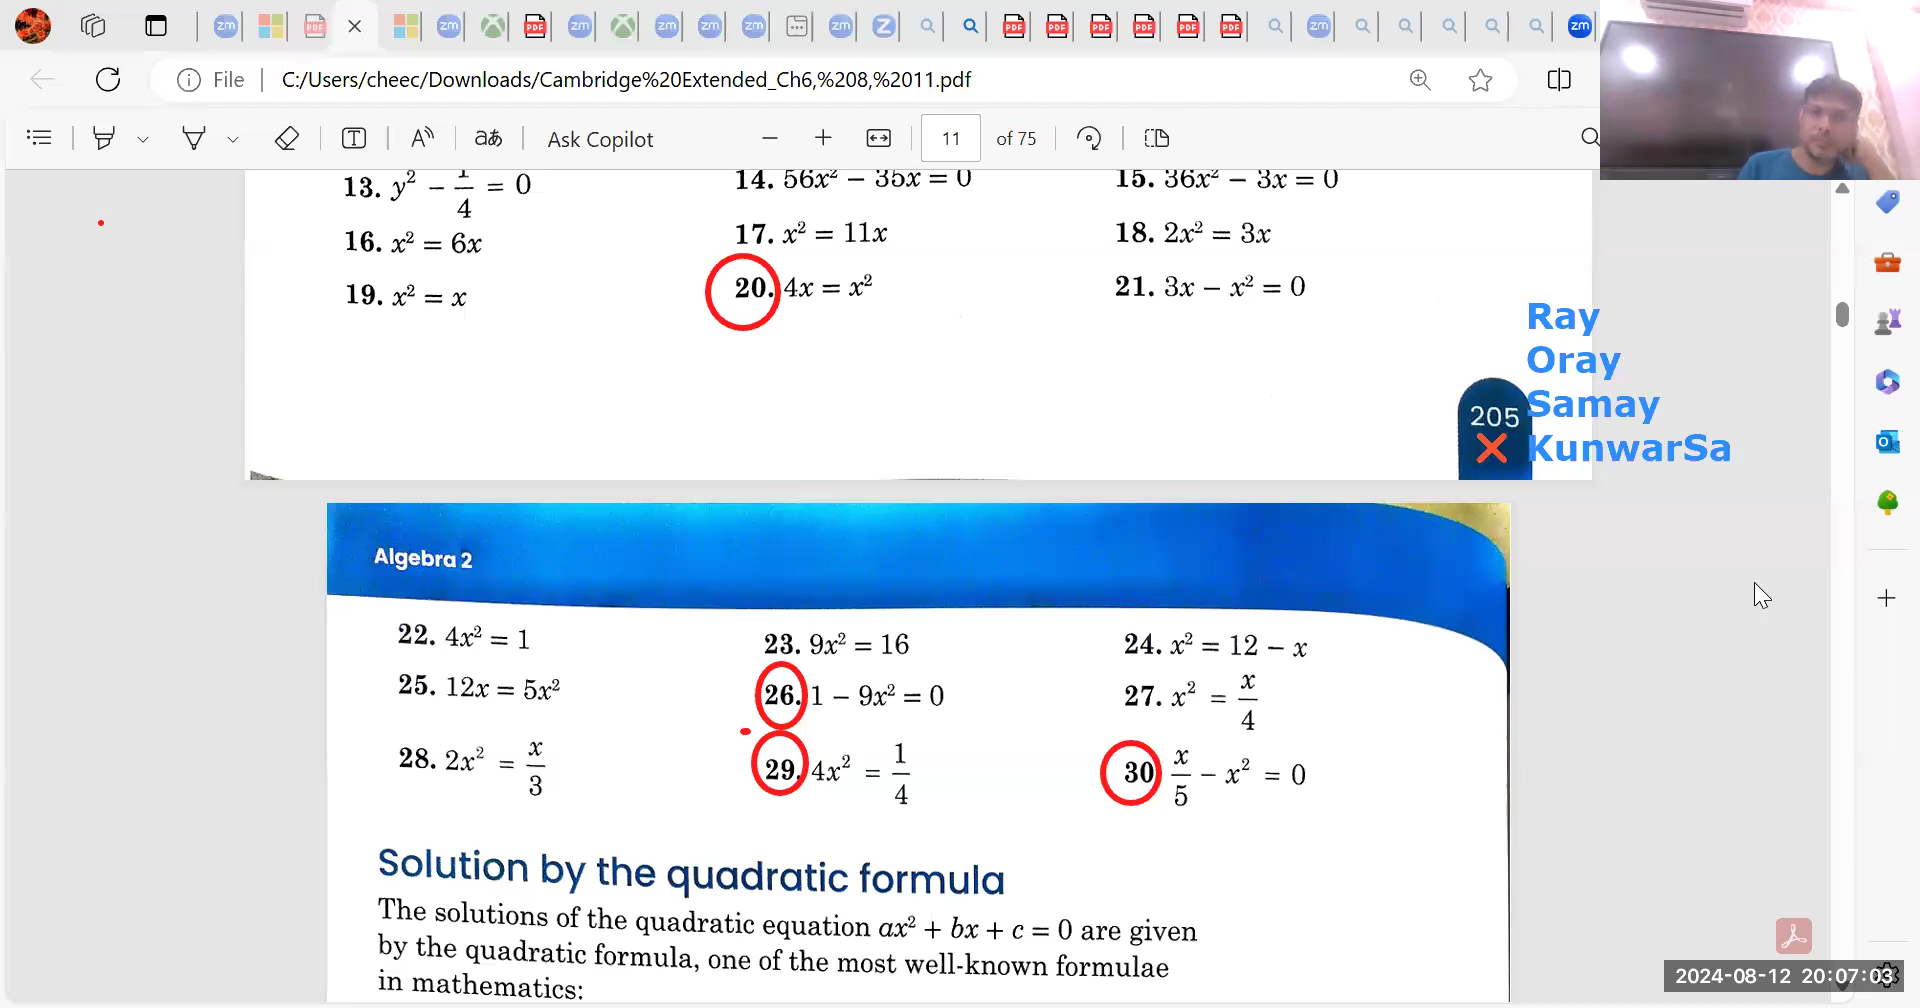 File
C:/Users/cheec/Downloads/Cambridge%20Extended_Ch6,%208,%2011.pdf
Ask Copilot
11 of 75
13. y² − 1/4 = 0
14. 56x² − 35x = 0
15. 36x² − 3x = 0
16. x² = 6x
17. x² = 11x
18. 2x² = 3x
19. x² = x
20. 4x = x²
21. 3x − x² = 0
205
Ray
Oray
Samay
KunwarSa
Algebra 2
22. 4x² = 1
23. 9x² = 16
24. x² = 12 − x
25. 12x = 5x²
26. 1 − 9x² = 0
27. x² = x/4
28. 2x² = x/3
29. 4x² = 1/4
30 x/5 − x² = 0
Solution by the quadratic formula
The solutions of the quadratic equation ax² + bx + c = 0 are given
by the quadratic formula, one of the most well-known formulae
in mathematics:
2024-08-12 20:07:03